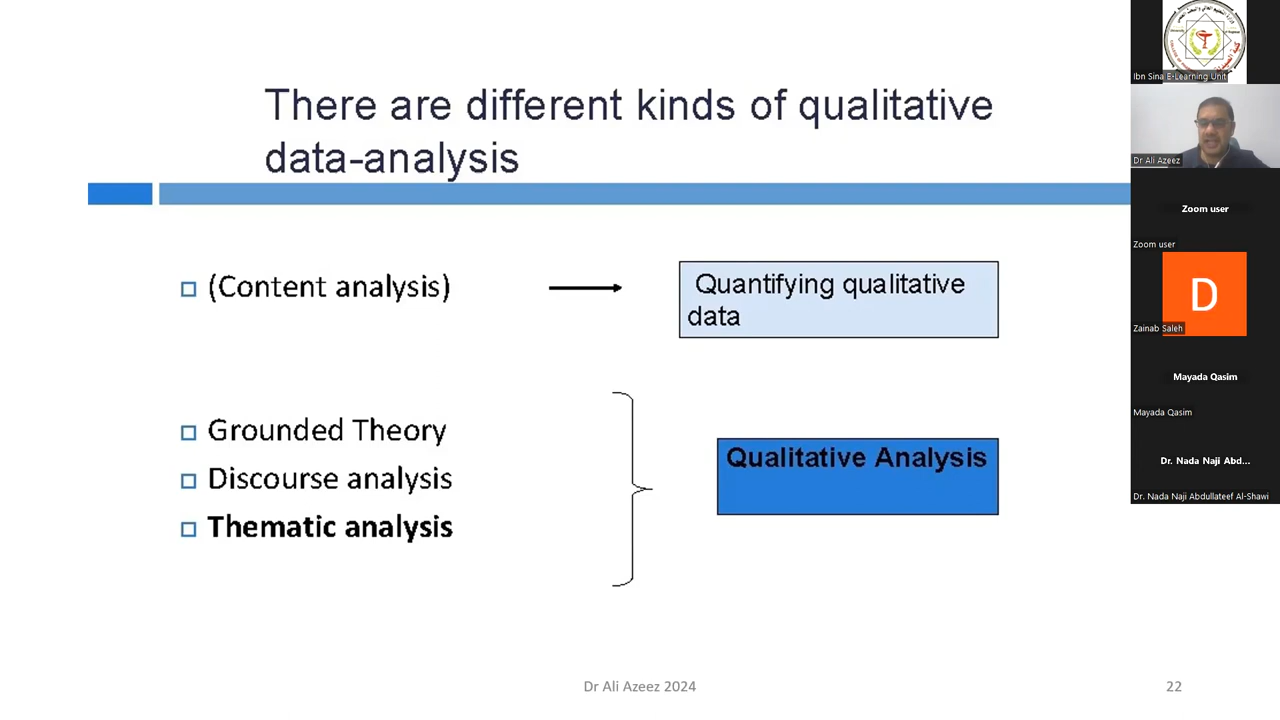 There are different kinds of qualitative
data-analysis
(Content analysis)
Quantifying qualitative
data
Grounded Theory
Discourse analysis
Thematic analysis
Qualitative Analysis
Dr Ali Azeez 2024
22
Ibn Sina E-Learning Unit
Dr Ali Azeez
Zoom user
Zoom user
D
Zainab Saleh
Mayada Qasim
Mayada Qasim
Dr. Nada Naji Abd...
Dr. Nada Naji Abdullateef Al-Shawi